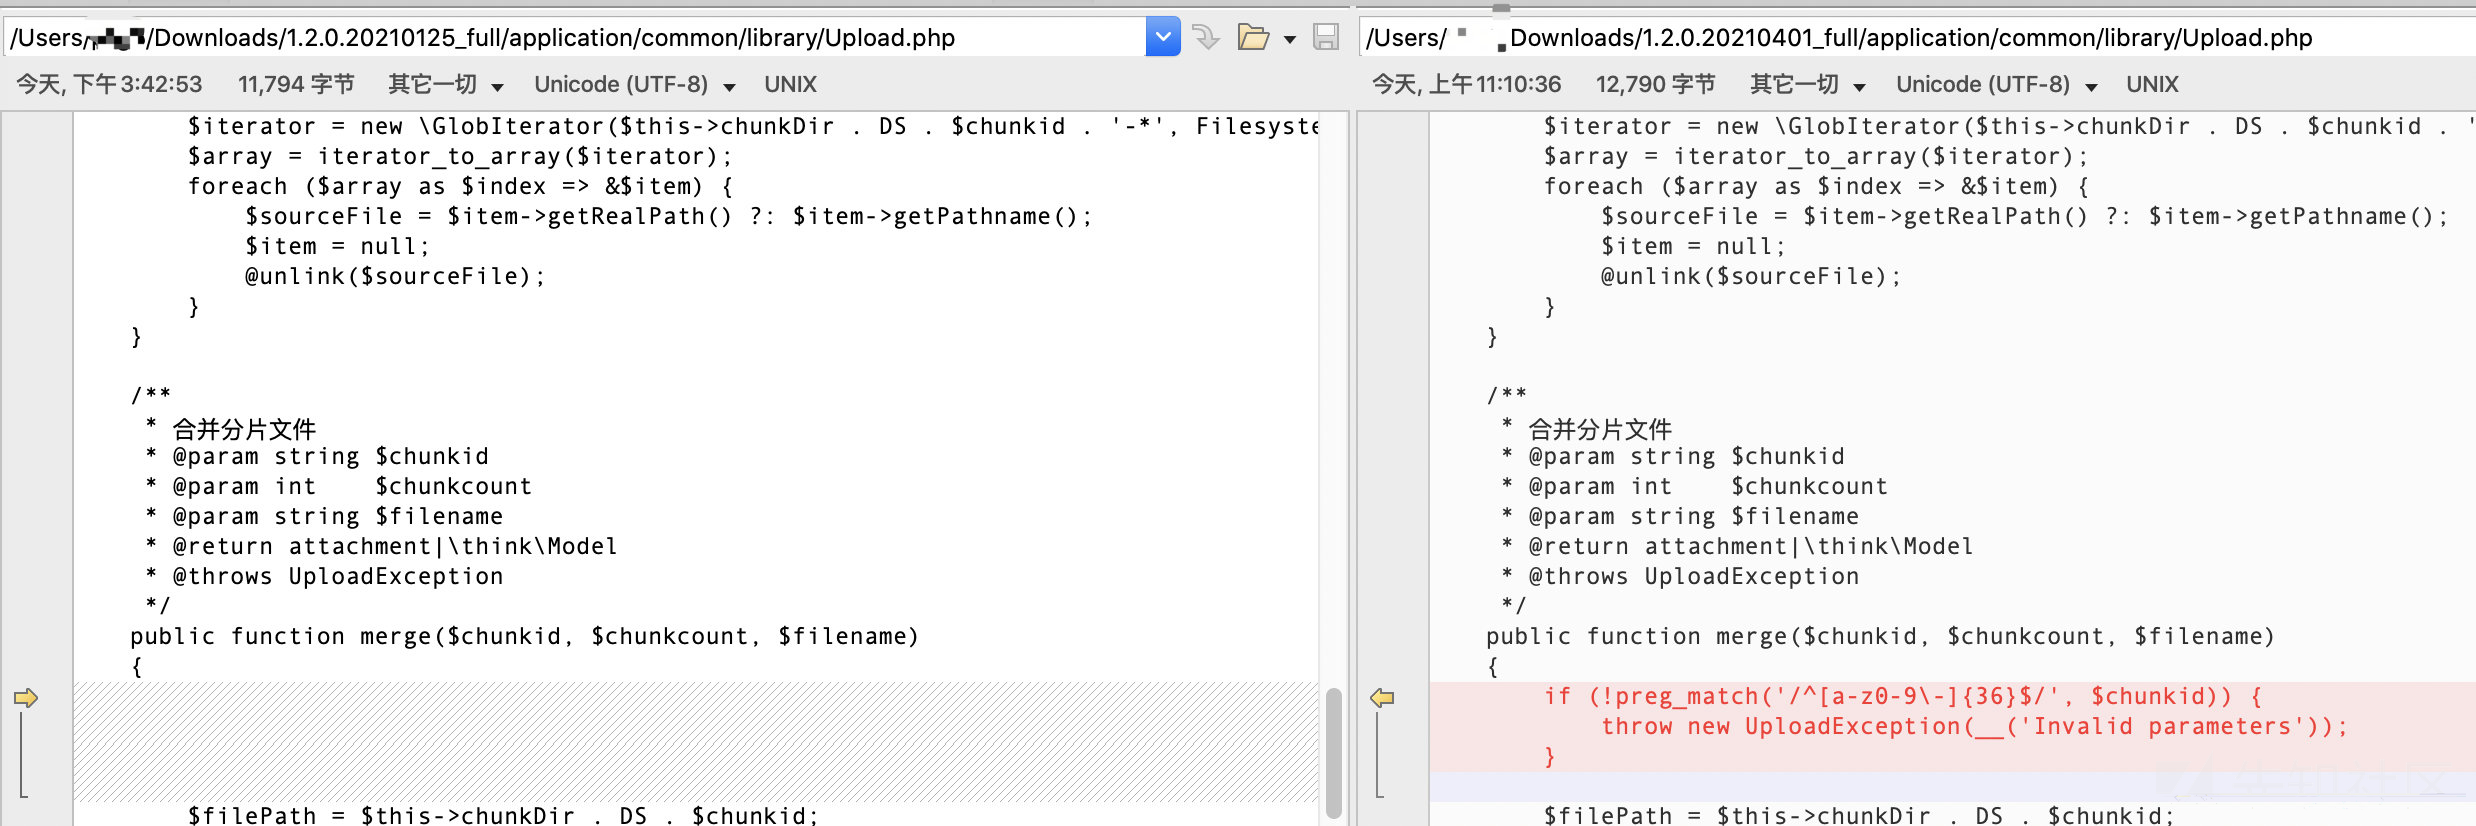 /Users/ /Downloads/1.2.0.20210125_full/application/common/library/Upload.php
今天, 下午3:42:53 11,794 字节 其它一切 Unicode (UTF-8) UNIX
$iterator = new \GlobIterator($this->chunkDir . DS . $chunkid . '-*', Filesyste
$array = iterator_to_array($iterator);
foreach ($array as $index => &$item) {
$sourceFile = $item->getRealPath() ?: $item->getPathname();
$item = null;
@unlink($sourceFile);
}
}
/**
* 合并分片文件
* @param string $chunkid
* @param int $chunkcount
* @param string $filename
* @return attachment|\think\Model
* @throws UploadException
*/
public function merge($chunkid, $chunkcount, $filename)
{
$filePath = $this->chunkDir . DS . $chunkid;
/Users/ Downloads/1.2.0.20210401_full/application/common/library/Upload.php
今天, 上午11:10:36 12,790 字节 其它一切 Unicode (UTF-8) UNIX
$iterator = new \GlobIterator($this->chunkDir . DS . $chunkid . '
$array = iterator_to_array($iterator);
foreach ($array as $index => &$item) {
$sourceFile = $item->getRealPath() ?: $item->getPathname();
$item = null;
@unlink($sourceFile);
}
}
/**
* 合并分片文件
* @param string $chunkid
* @param int $chunkcount
* @param string $filename
* @return attachment|\think\Model
* @throws UploadException
*/
public function merge($chunkid, $chunkcount, $filename)
{
if (!preg_match('/^[a-z0-9\-]{36}$/', $chunkid)) {
throw new UploadException(__('Invalid parameters'));
}
$filePath = $this->chunkDir . DS . $chunkid;